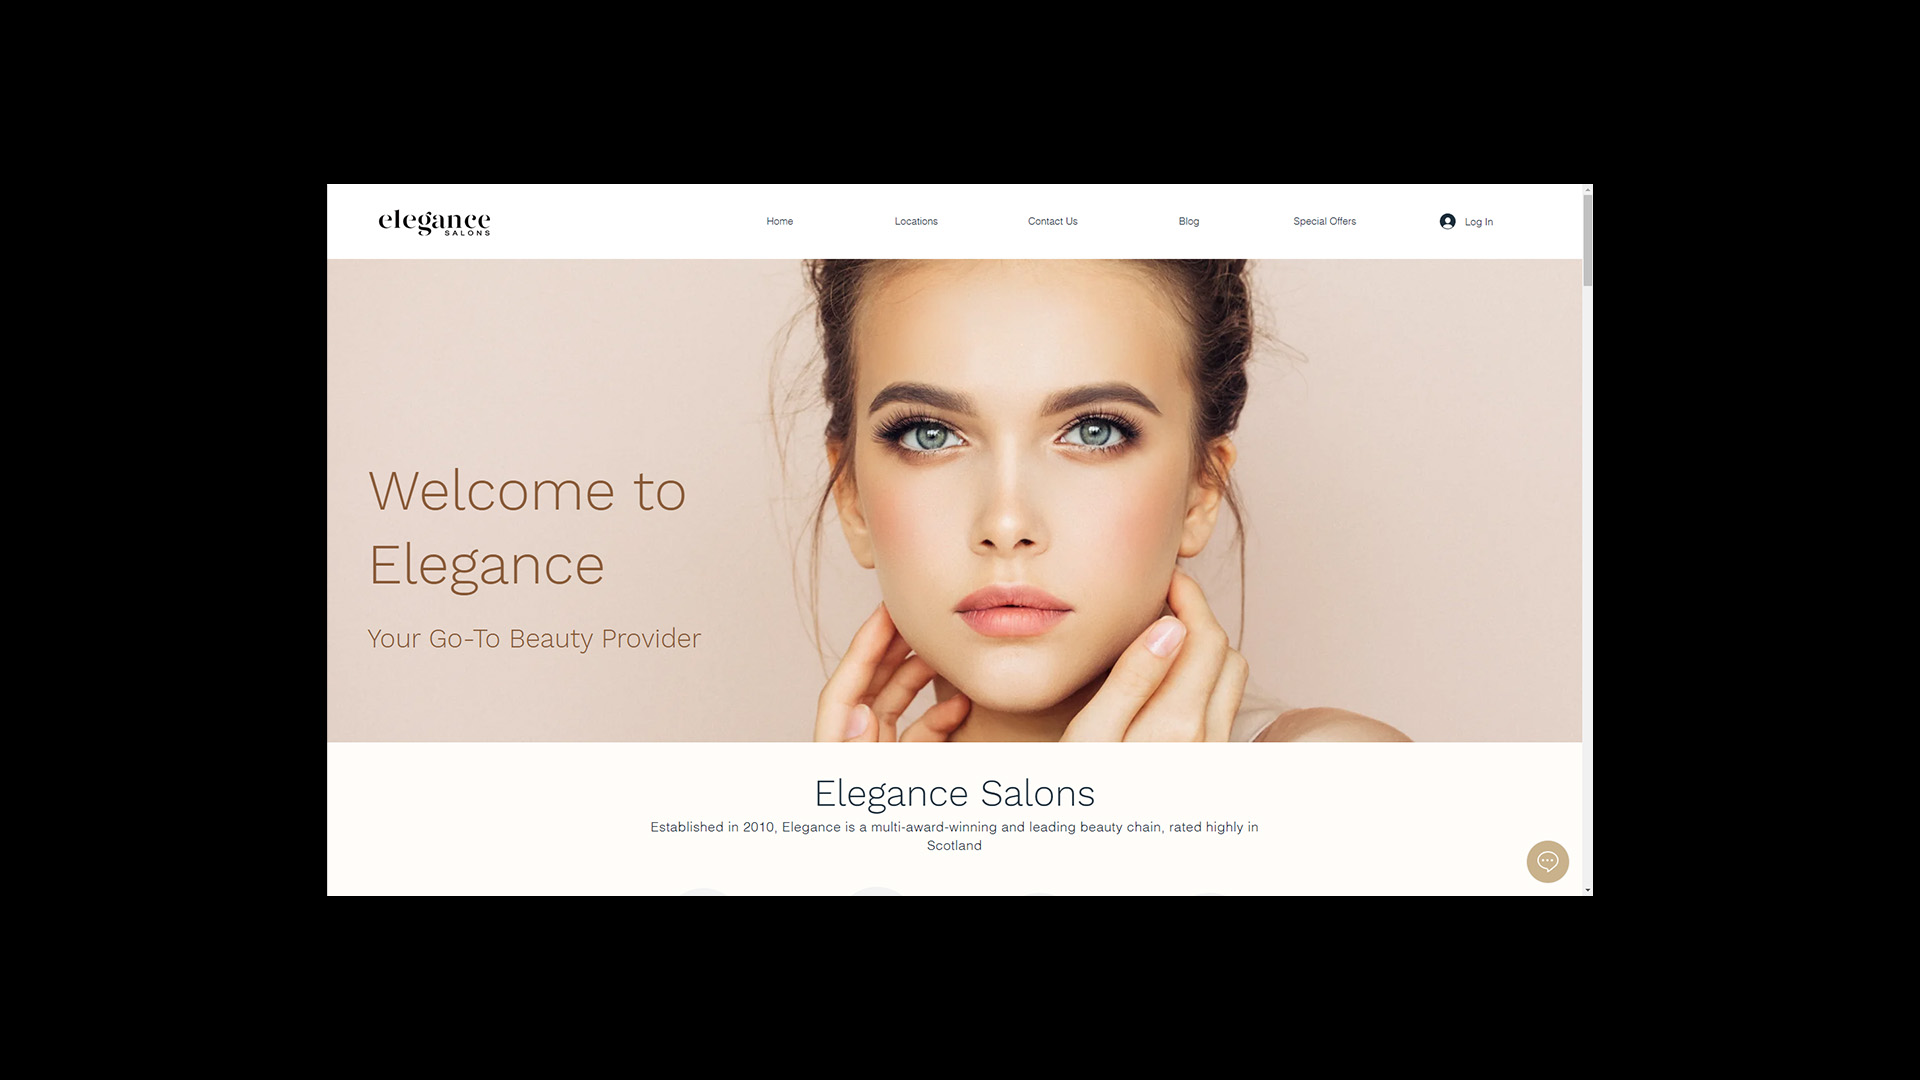 elegance
SALONS
Home
Locations
Contact Us
Blog
Special Offers
Log In
Welcome to
Elegance
Your Go-To Beauty Provider
Elegance Salons
Established in 2010, Elegance is a multi-award-winning and leading beauty chain, rated highly in
Scotland